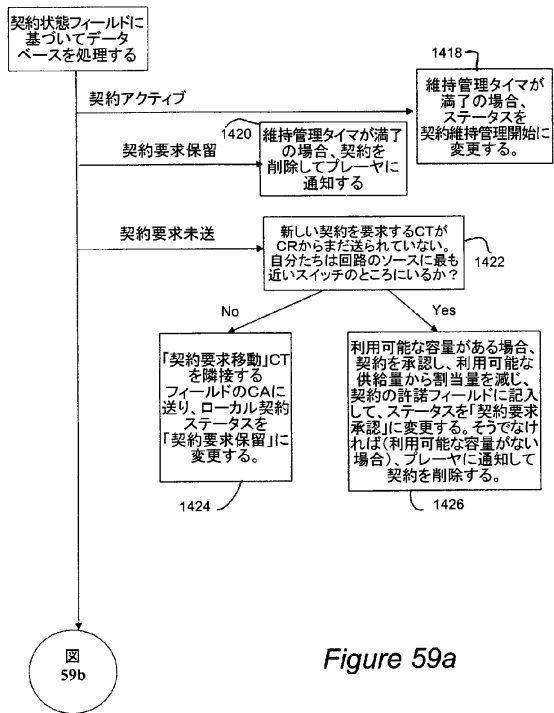 契約状態フィールドに
基づいてデータ
ベースを処理する
1418
契約アクティブ
維持管理タイマが
満了の場合、
ステータスを
契約維持管理開始に
変更する。
1420
契約要求保留
維持管理タイマが満了
の場合、契約を
削除してプレーヤに
通知する
契約要求未送
新しい契約を要求するCTが
CRからまだ送られていない。
自分たちは回路のソースに最も
近いスイッチのところにいるか？
1422
No
Yes
「契約要求移動」CT
を隣接する
フィールドのCAに
送り、ローカル契約
ステータスを
「契約要求保留」に
変更する。
1424
利用可能な容量がある場合、
契約を承認し、利用可能な
供給量から割当量を減じ、
契約の許諾フィールドに記入
して、ステータスを「契約要求
承認」に変更する。そうでな
ければ（利用可能な容量がない
場合）、プレーヤに通知して
契約を削除する。
1426
図
59b
Figure 59a